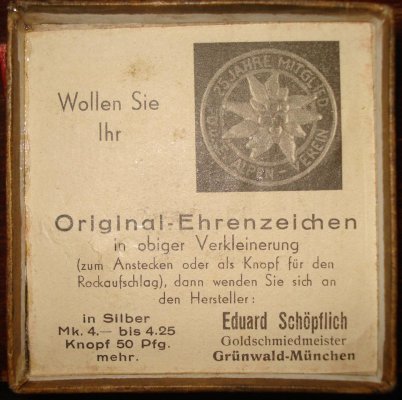 Wollen Sie
Ihr
25 JAHRE MITGLIED
ALPEN-VEREIN
Original-Ehrenzeichen
in obiger Verkleinerung
(zum Anstecken oder als Knopf für den
Rockaufschlag), dann wenden Sie sich an
den Hersteller:
in Silber
Mk. 4.— bis 4.25
Knopf 50 Pfg.
mehr.
Eduard Schöpflich
Goldschmiedmeister
Grünwald-München